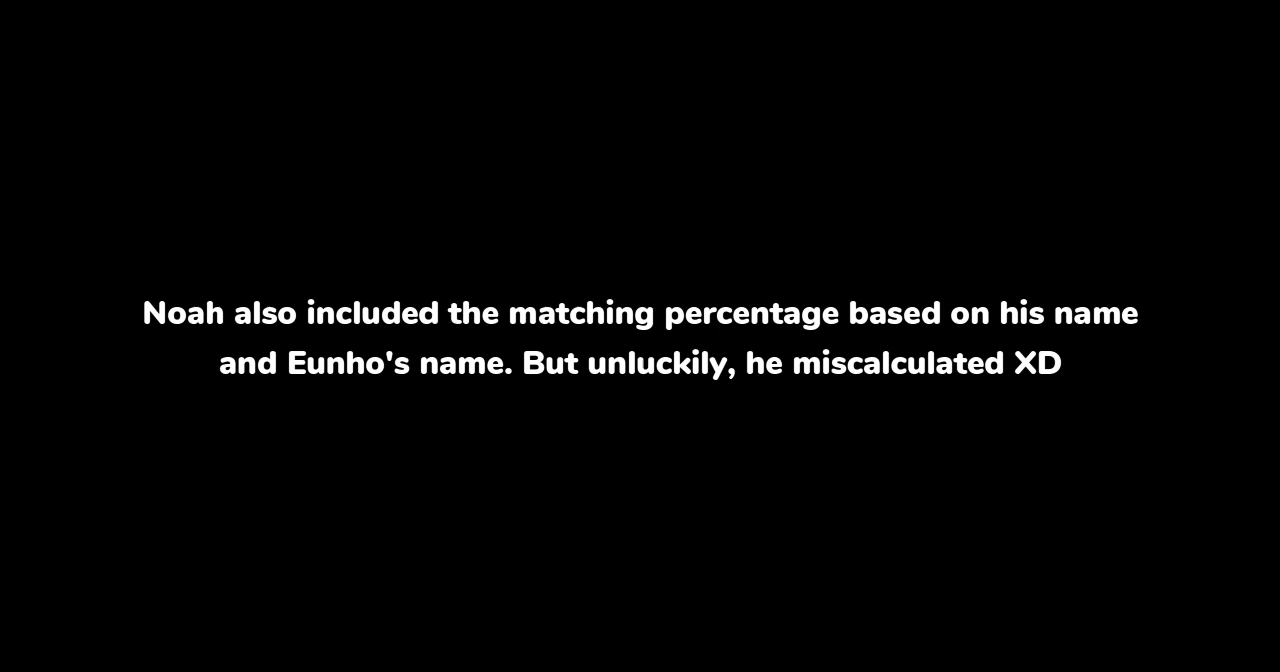 Noah also included the matching percentage based on his name
and Eunho's name. But unluckily, he miscalculated XD